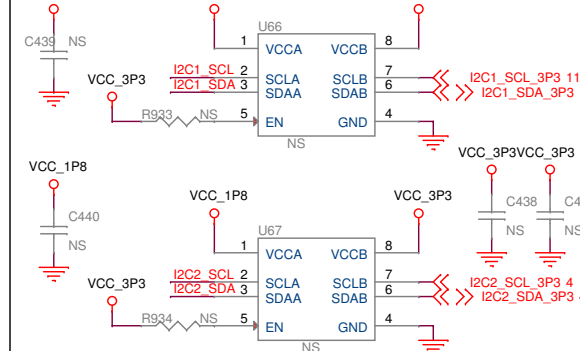 U66
C439 NS
1 VCCA VCCB 8
I2C1_SCL 2 SCLA SCLB 7 I2C1_SCL_3P3 11
I2C1_SDA 3 SDAA SDAB 6 I2C1_SDA_3P3
VCC_3P3
R933 NS 5 EN GND 4
NS
VCC_3P3 VCC_3P3
VCC_1P8
VCC_1P8 VCC_3P3
C438
C440
U67
NS NS
NS
1 VCCA VCCB 8
I2C2_SCL 2 SCLA SCLB 7 I2C2_SCL_3P3 4
VCC_3P3
I2C2_SDA 3 SDAA SDAB 6 I2C2_SDA_3P3
R934 NS 5 EN GND 4
NS